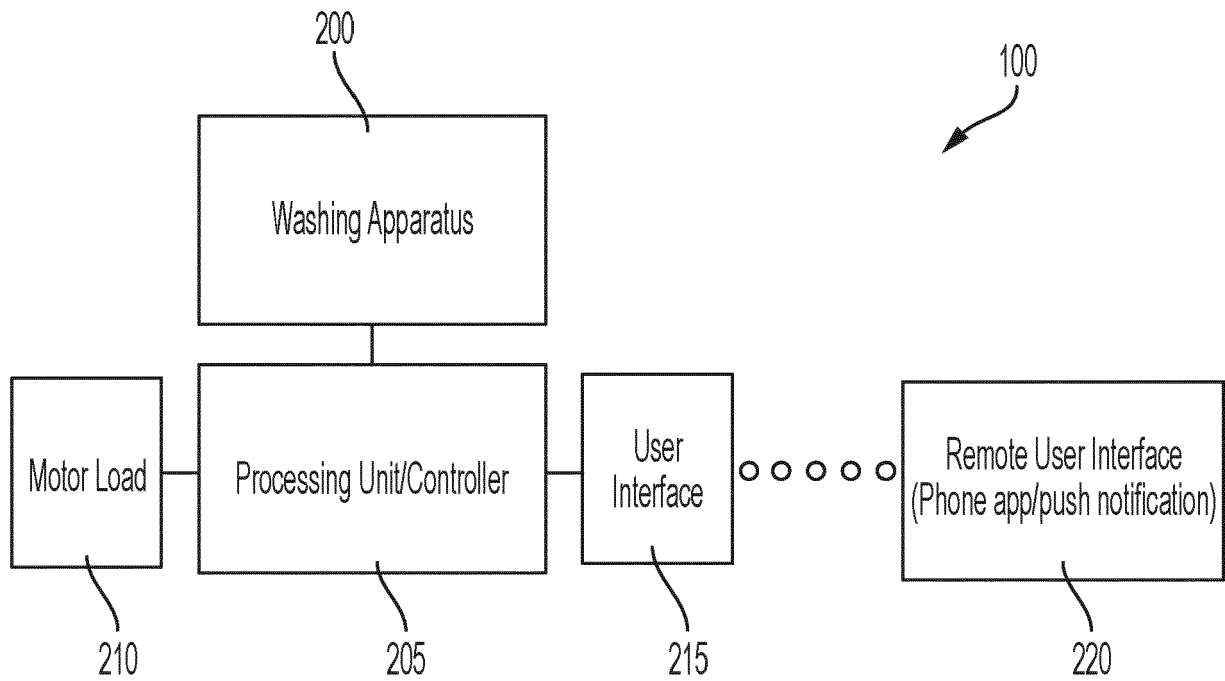 200
100
Washing Apparatus
Motor Load
Processing Unit/Controller
User
Interface
Remote User Interface
(Phone app/push notification)
210
205
215
220